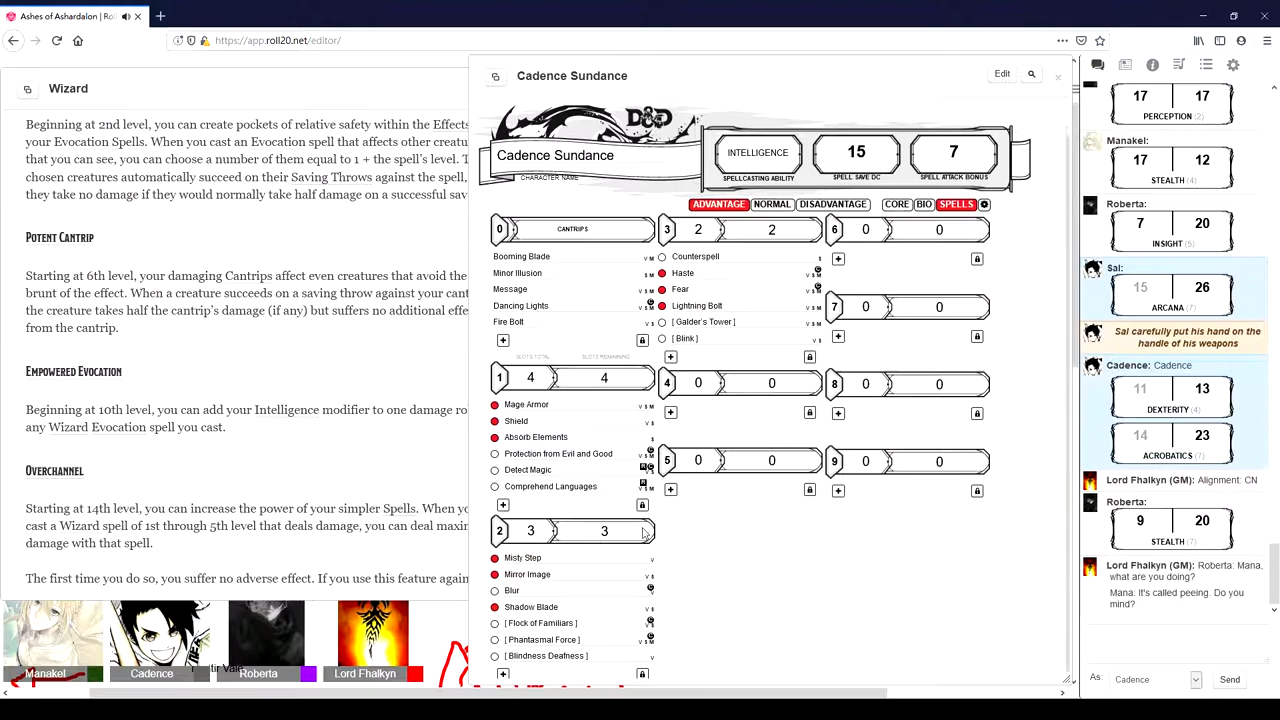 Ashes of Ashardalon | Rol
https://app.roll20.net/editor/
Wizard
Beginning at 2nd level, you can create pockets of relative safety within the Effects
your Evocation Spells. When you cast an Evocation spell that affects other creatur
that you can see, you can choose a number of them equal to 1 + the spell's level. T
chosen creatures automatically succeed on their Saving Throws against the spell,
they take no damage if they would normally take half damage on a successful sav
POTENT CANTRIP
Starting at 6th level, your damaging Cantrips affect even creatures that avoid the
brunt of the effect. When a creature succeeds on a saving throw against your cant
the creature takes half the cantrip's damage (if any) but suffers no additional effe
from the cantrip.
EMPOWERED EVOCATION
Beginning at 10th level, you can add your Intelligence modifier to one damage rol
any Wizard Evocation spell you cast.
OVERCHANNEL
Starting at 14th level, you can increase the power of your simpler Spells. When yo
cast a Wizard spell of 1st through 5th level that deals damage, you can deal maxin
damage with that spell.
The first time you do so, you suffer no adverse effect. If you use this feature again
Manakel
Cadence
Roberta
Lord Fhalkyn
Cadence Sundance
Edit
D&D
Cadence Sundance
CHARACTER NAME
INTELLIGENCE
SPELLCASTING ABILITY
15
SPELL SAVE DC
7
SPELL ATTACK BONUS
ADVANTAGE NORMAL DISADVANTAGE
CORE BIO SPELLS
0 CANTRIPS
Booming Blade V M
Minor Illusion S M
Message V S M
Dancing Lights V S M
Fire Bolt V S
SLOTS TOTAL SLOTS REMAINING
1 4 4
Mage Armor V S M
Shield V S
Absorb Elements S
Protection from Evil and Good V S M
Detect Magic V S
Comprehend Languages V S M
2 3 3
Misty Step V
Mirror Image V S
Blur V
Shadow Blade V S
[ Flock of Familiars ] V S
[ Phantasmal Force ] V S M
[ Blindness Deafness ] V
3 2 2
Counterspell S
Haste V S M
Fear V S M
Lightning Bolt V S M
[ Galder's Tower ] V S M
[ Blink ] V S
4 0 0
5 0 0
6 0 0
7 0 0
8 0 0
9 0 0
17 17
PERCEPTION (2)
Manakel:
17 12
STEALTH (4)
Roberta:
7 20
INSIGHT (5)
Sal:
15 26
ARCANA (7)
Sal carefully put his hand on the
handle of his weapons
Cadence: Cadence
11 13
DEXTERITY (4)
14 23
ACROBATICS (7)
Lord Fhalkyn (GM): Alignment: CN
Roberta:
9 20
STEALTH (7)
Lord Fhalkyn (GM): Roberta: Mana,
what are you doing?
Mana: It's called peeing. Do you
mind?
As: Cadence Send